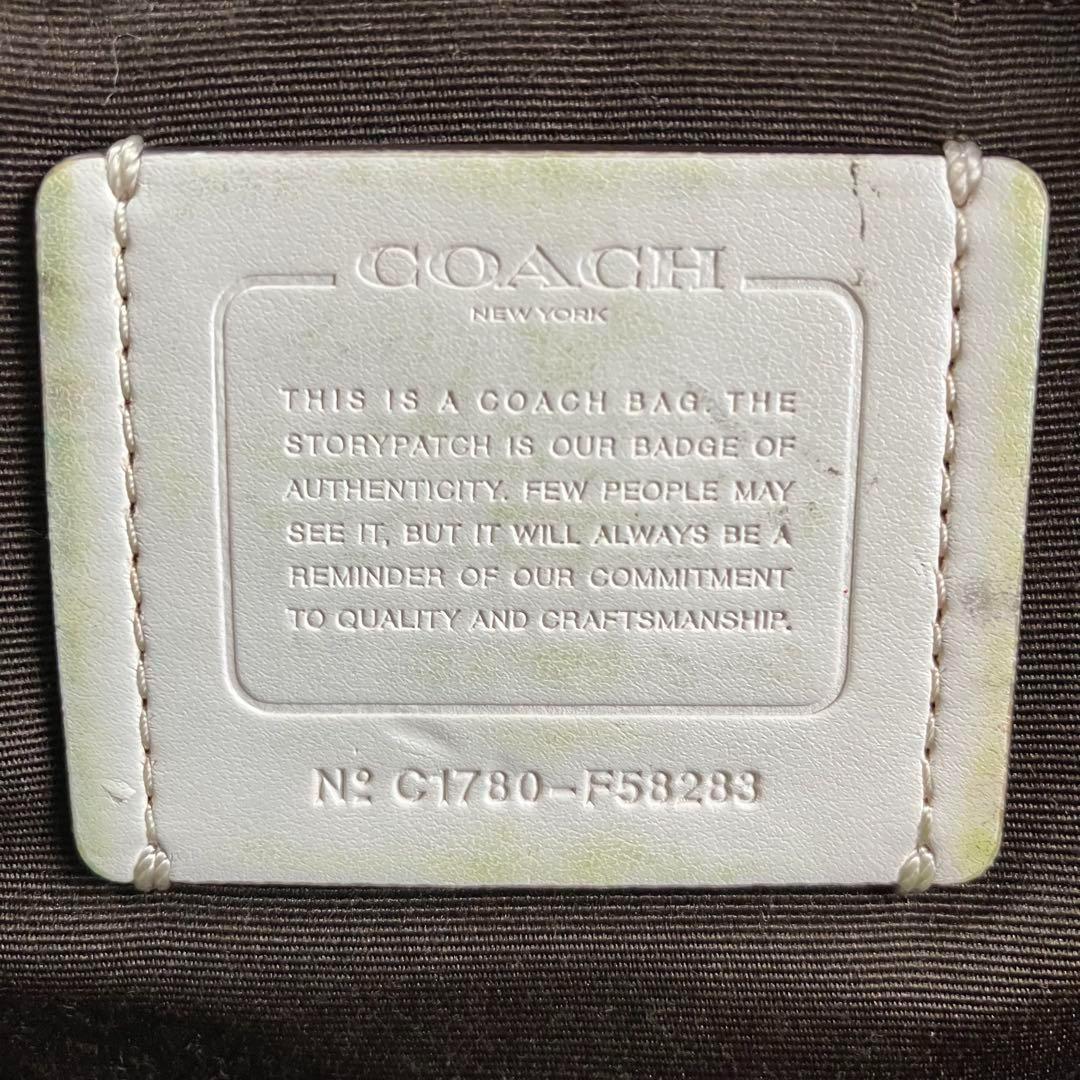 COACH
NEW YORK
THIS IS A COACH BAG. THE
STORYPATCH IS OUR BADGE OF
AUTHENTICITY. FEW PEOPLE MAY
SEE IT, BUT IT WILL ALWAYS BE A
REMINDER OF OUR COMMITMENT
TO QUALITY AND CRAFTSMANSHIP.
Nº C1780-F58283